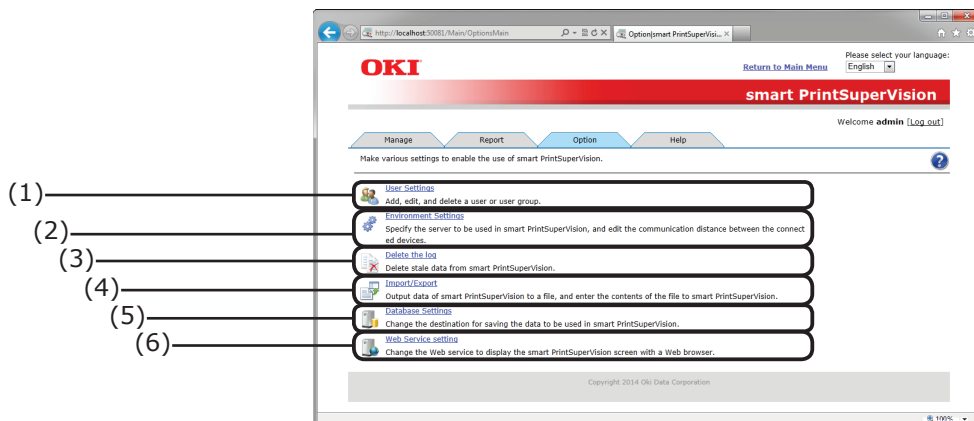 http://localhost:50081/Main/OptionsMain
Option|smart PrintSuperVisi...
OKI
Return to Main Menu
Please select your language:
English
smart PrintSuperVision
Welcome admin [Log out]
Manage
Report
Option
Help
Make various settings to enable the use of smart PrintSuperVision.
?
(1)
User Settings
Add, edit, and delete a user or user group.
(2)
Environment Settings
Specify the server to be used in smart PrintSuperVision, and edit the communication distance between the connect
ed devices.
(3)
Delete the log
Delete stale data from smart PrintSuperVision.
(4)
Import/Export
Output data of smart PrintSuperVision to a file, and enter the contents of the file to smart PrintSuperVision.
(5)
Database Settings
Change the destination for saving the data to be used in smart PrintSuperVision.
(6)
Web Service setting
Change the Web service to display the smart PrintSuperVision screen with a Web browser.
Copyright 2014 Oki Data Corporation
100%